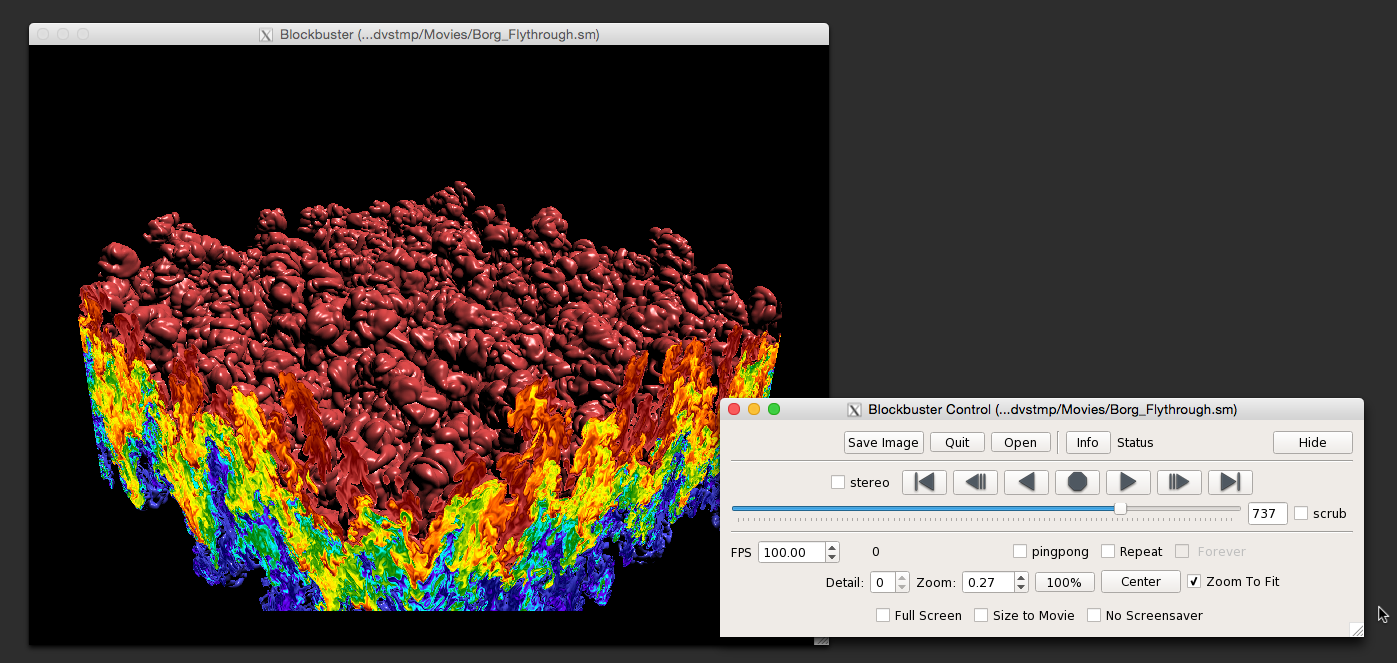 Blockbuster (...dvstmp/Movies/Borg_Flythrough.sm)
Blockbuster Control (...dvstmp/Movies/Borg_Flythrough.sm)
Save Image Quit Open Info Status Hide
stereo
737 scrub
FPS 100.00 0 pingpong Repeat Forever
Detail: 0 Zoom: 0.27 100% Center Zoom To Fit
Full Screen Size to Movie No Screensaver